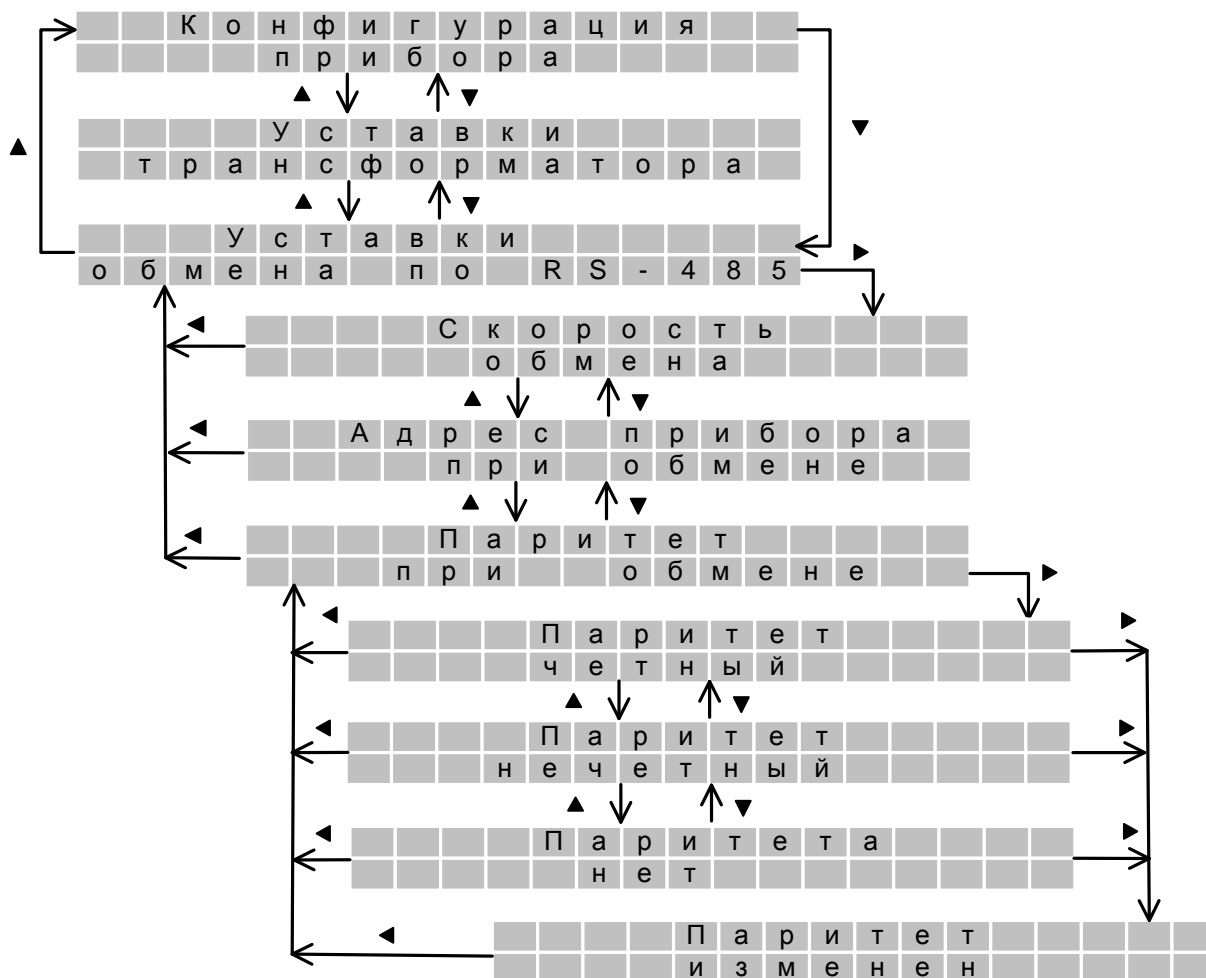 Конфигурация
прибора
Уставки
трансформатора
Уставки
обмена по RS-485
Скорость
обмена
Адрес прибора
при обмене
Паритет
при обмене
Паритет
четный
Паритет
нечетный
Паритета
нет
Паритет
изменен